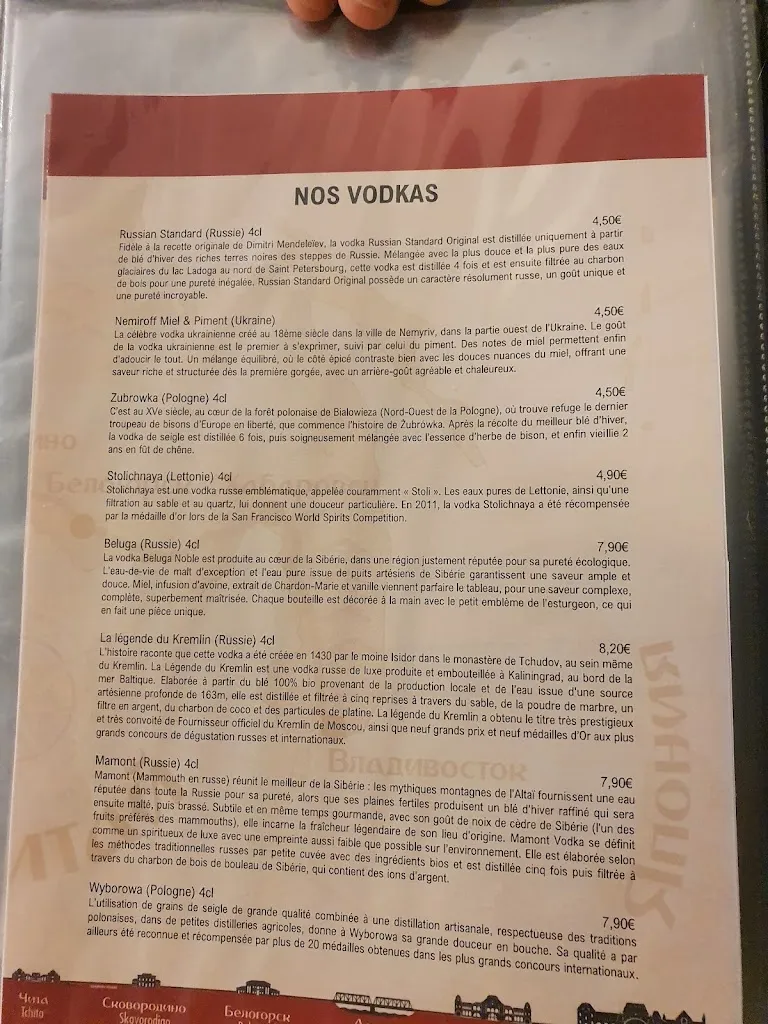 NOS VODKAS
Russian Standard (Russie) 4cl 4,50€
Fidèle à la recette originale de Dimitri Mendeleïev, la vodka Russian Standard Original est distillée uniquement à partir
de blé d'hiver des riches terres noires des steppes de Russie. Mélangée avec la plus douce et la plus pure des eaux
glaciaires du lac Ladoga au nord de Saint Petersbourg, cette vodka est distillée 4 fois et est ensuite filtrée au charbon
de bois pour une pureté inégalée. Russian Standard Original possède un caractère résolument russe, un goût unique et
une pureté incroyable.
Nemiroff Miel & Piment (Ukraine) 4,50€
La célèbre vodka ukrainienne créé au 18ème siècle dans la ville de Nemyriv, dans la partie ouest de l'Ukraine. Le goût
de la vodka ukrainienne est le premier à s'exprimer, suivi par celui du piment. Des notes de miel permettent enfin
d'adoucir le tout. Un mélange équilibré, où le côté épicé contraste bien avec les douces nuances du miel, offrant une
saveur riche et structurée dès la première gorgée, avec un arrière-goût agréable et chaleureux.
Zubrowka (Pologne) 4cl 4,50€
C'est au XVe siècle, au cœur de la forêt polonaise de Bialowieza (Nord-Ouest de la Pologne), où trouve refuge le dernier
troupeau de bisons d'Europe en liberté, que commence l'histoire de Żubrówka. Après la récolte du meilleur blé d'hiver,
la vodka de seigle est distillée 6 fois, puis soigneusement mélangée avec l'essence d'herbe de bison, et enfin vieillie 2
ans en fût de chêne.
Stolichnaya (Lettonie) 4cl 4,90€
Stolichnaya est une vodka russe emblématique, appelée couramment « Stoli ». Les eaux pures de Lettonie, ainsi qu'une
filtration au sable et au quartz, lui donnent une douceur particulière. En 2011, la vodka Stolichnaya a été récompensée
par la médaille d'or lors de la San Francisco World Spirits Competition.
Beluga (Russie) 4cl 7,90€
La vodka Beluga Noble est produite au cœur de la Sibérie, dans une région justement réputée pour sa pureté écologique.
L'eau-de-vie de malt d'exception et l'eau pure issue de puits artésiens de Sibérie garantissent une saveur ample et
douce. Miel, infusion d'avoine, extrait de Chardon-Marie et vanille viennent parfaire le tableau, pour une saveur complexe,
complète, superbement maîtrisée. Chaque bouteille est décorée à la main avec le petit emblème de l'esturgeon, ce qui
en fait une pièce unique.
La légende du Kremlin (Russie) 4cl 8,20€
L'histoire raconte que cette vodka a été créée en 1430 par le moine Isidor dans le monastère de Tchudov, au sein même
du Kremlin. La Légende du Kremlin est une vodka russe de luxe produite et embouteillée à Kaliningrad, au bord de la
mer Baltique. Elaborée à partir du blé 100% bio provenant de la production locale et de l'eau issue d'une source
artésienne profonde de 163m, elle est distillée et filtrée à cinq reprises à travers du sable, de la poudre de marbre, un
filtre en argent, du charbon de coco et des particules de platine. La légende du Kremlin a obtenu le titre très prestigieux
et très convoité de Fournisseur officiel du Kremlin de Moscou, ainsi que neuf grands prix et neuf médailles d'Or aux plus
grands concours de dégustation russes et internationaux.
Mamont (Russie) 4cl 7,90€
Mamont (Mammouth en russe) réunit le meilleur de la Sibérie : les mythiques montagnes de l'Altaï fournissent une eau
réputée dans toute la Russie pour sa pureté, alors que ses plaines fertiles produisent un blé d'hiver raffiné qui sera
ensuite malté, puis brassé. Subtile et en même temps gourmande, avec son goût de noix de cèdre de Sibérie (l'un des
fruits préférés des mammouths), elle incarne la fraîcheur légendaire de son lieu d'origine. Mamont Vodka se définit
comme un spiritueux de luxe avec une empreinte aussi faible que possible sur l'environnement. Elle est élaborée selon
les méthodes traditionnelles russes par petite cuvée avec des ingrédients bios et est distillée cinq fois puis filtrée à
travers du charbon de bois de bouleau de Sibérie, qui contient des ions d'argent.
Владивосток
Wyborowa (Pologne) 4cl 7,90€
L'utilisation de grains de seigle de grande qualité combinée à une distillation artisanale, respectueuse des traditions
polonaises, dans de petites distilleries agricoles, donne à Wyborowa sa grande douceur en bouche. Sa qualité a par
ailleurs été reconnue et récompensée par plus de 20 médailles obtenues dans les plus grands concours internationaux.
Чита
Tchita
Сковородино
Skovorodino
Белогорск